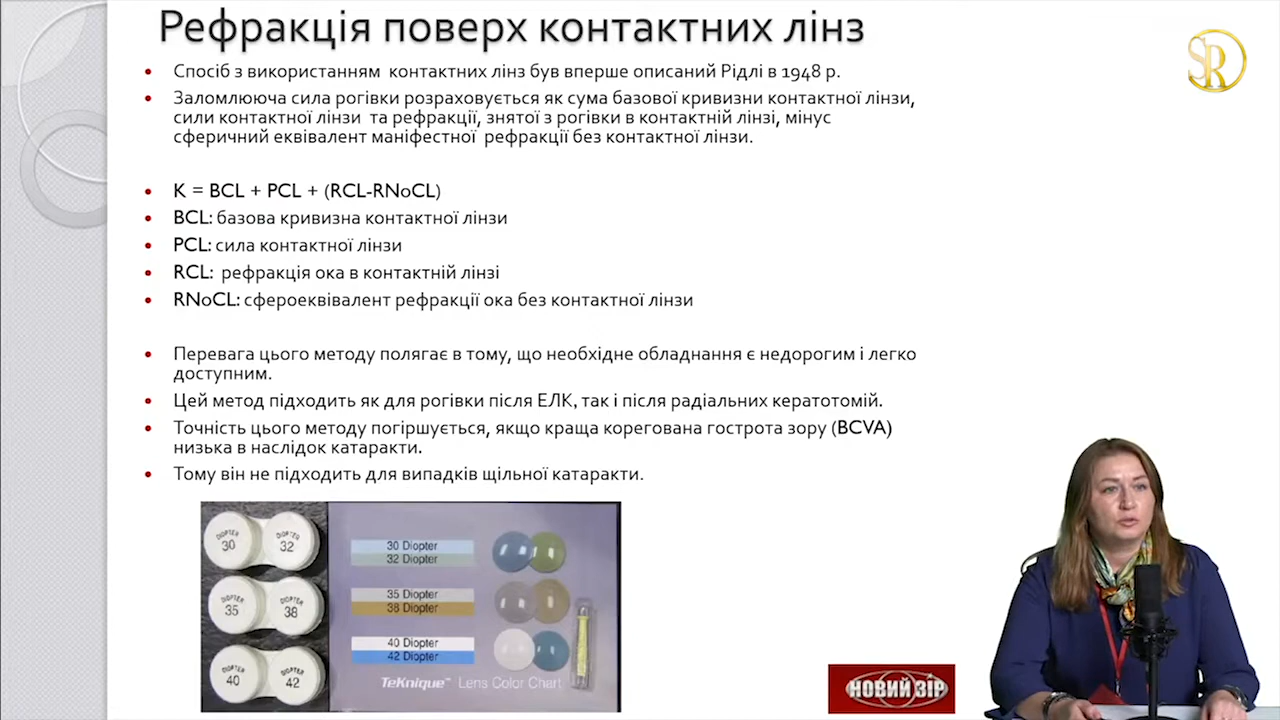 Рефракція поверх контактних лінз
SR
Спосіб з використанням контактних лінз був вперше описаний Рідлі в 1948 р.
Заломлююча сила рогівки розраховується як сума базової кривизни контактної лінзи,
сили контактної лінзи та рефракції, знятої з рогівки в контактній лінзі, мінус
сферичний еквівалент маніфестної рефракції без контактної лінзи.
K = BCL + PCL + (RCL-RNoCL)
BCL: базова кривизна контактної лінзи
PCL: сила контактної лінзи
RCL: рефракція ока в контактній лінзі
RNoCL: сфероеквівалент рефракції ока без контактної лінзи
Перевага цього методу полягає в тому, що необхідне обладнання є недорогим і легко
доступним.
Цей метод підходить як для рогівки після ЕЛК, так і після радіальних кератотомій.
Точність цього методу погіршується, якщо краща корегована гострота зору (BCVA)
низька в наслідок катаракти.
Тому він не підходить для випадків щільної катаракти.
DIOPTER 30
DIOPTER 32
DIOPTER 35
DIOPTER 38
DIOPTER 40
DIOPTER 42
30 Diopter
32 Diopter
35 Diopter
38 Diopter
40 Diopter
42 Diopter
TeKnique™ Lens Color Chart
НОВИЙ ЗІР